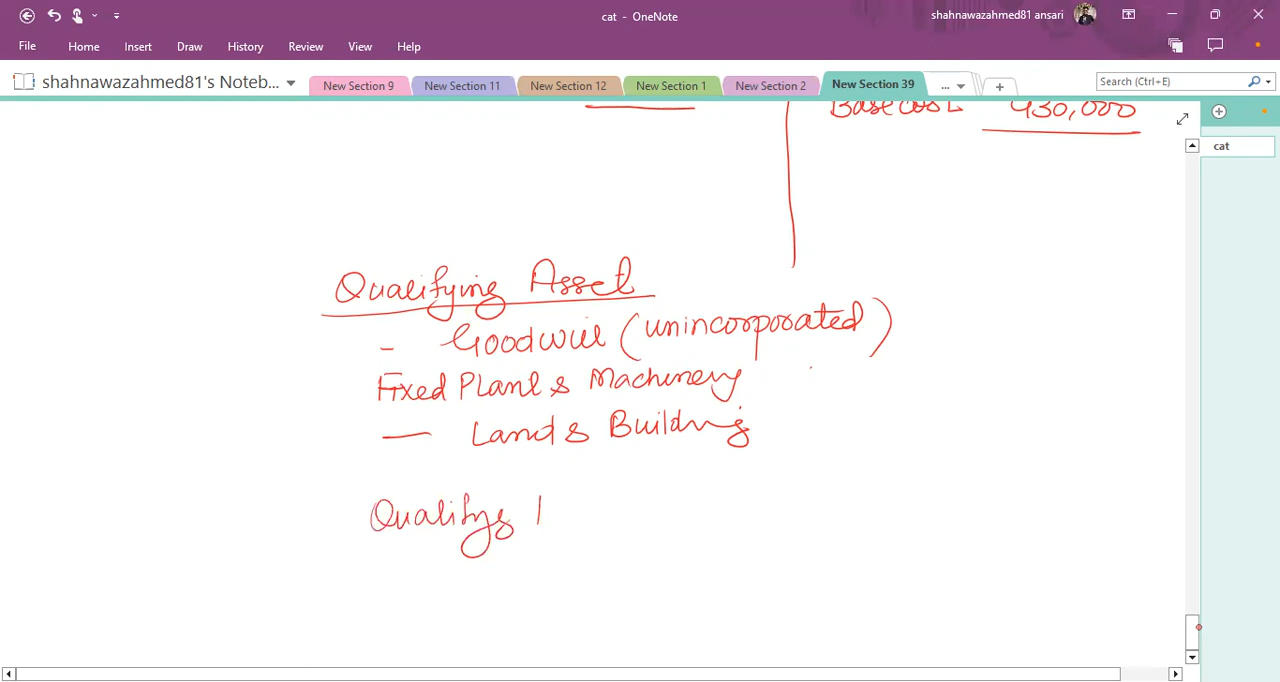 cat - OneNote
shahnawazahmed81 ansari
File Home Insert Draw History Review View Help
shahnawazahmed81's Noteb...
New Section 9 New Section 11 New Section 12 New Section 1 New Section 2 New Section 39 ...
Search (Ctrl+E)
cat
Base cost 430,000
Qualifying Asset
- Goodwill (unincorporated)
Fixed Plant & Machinery
— Land & Building
Qualifyg